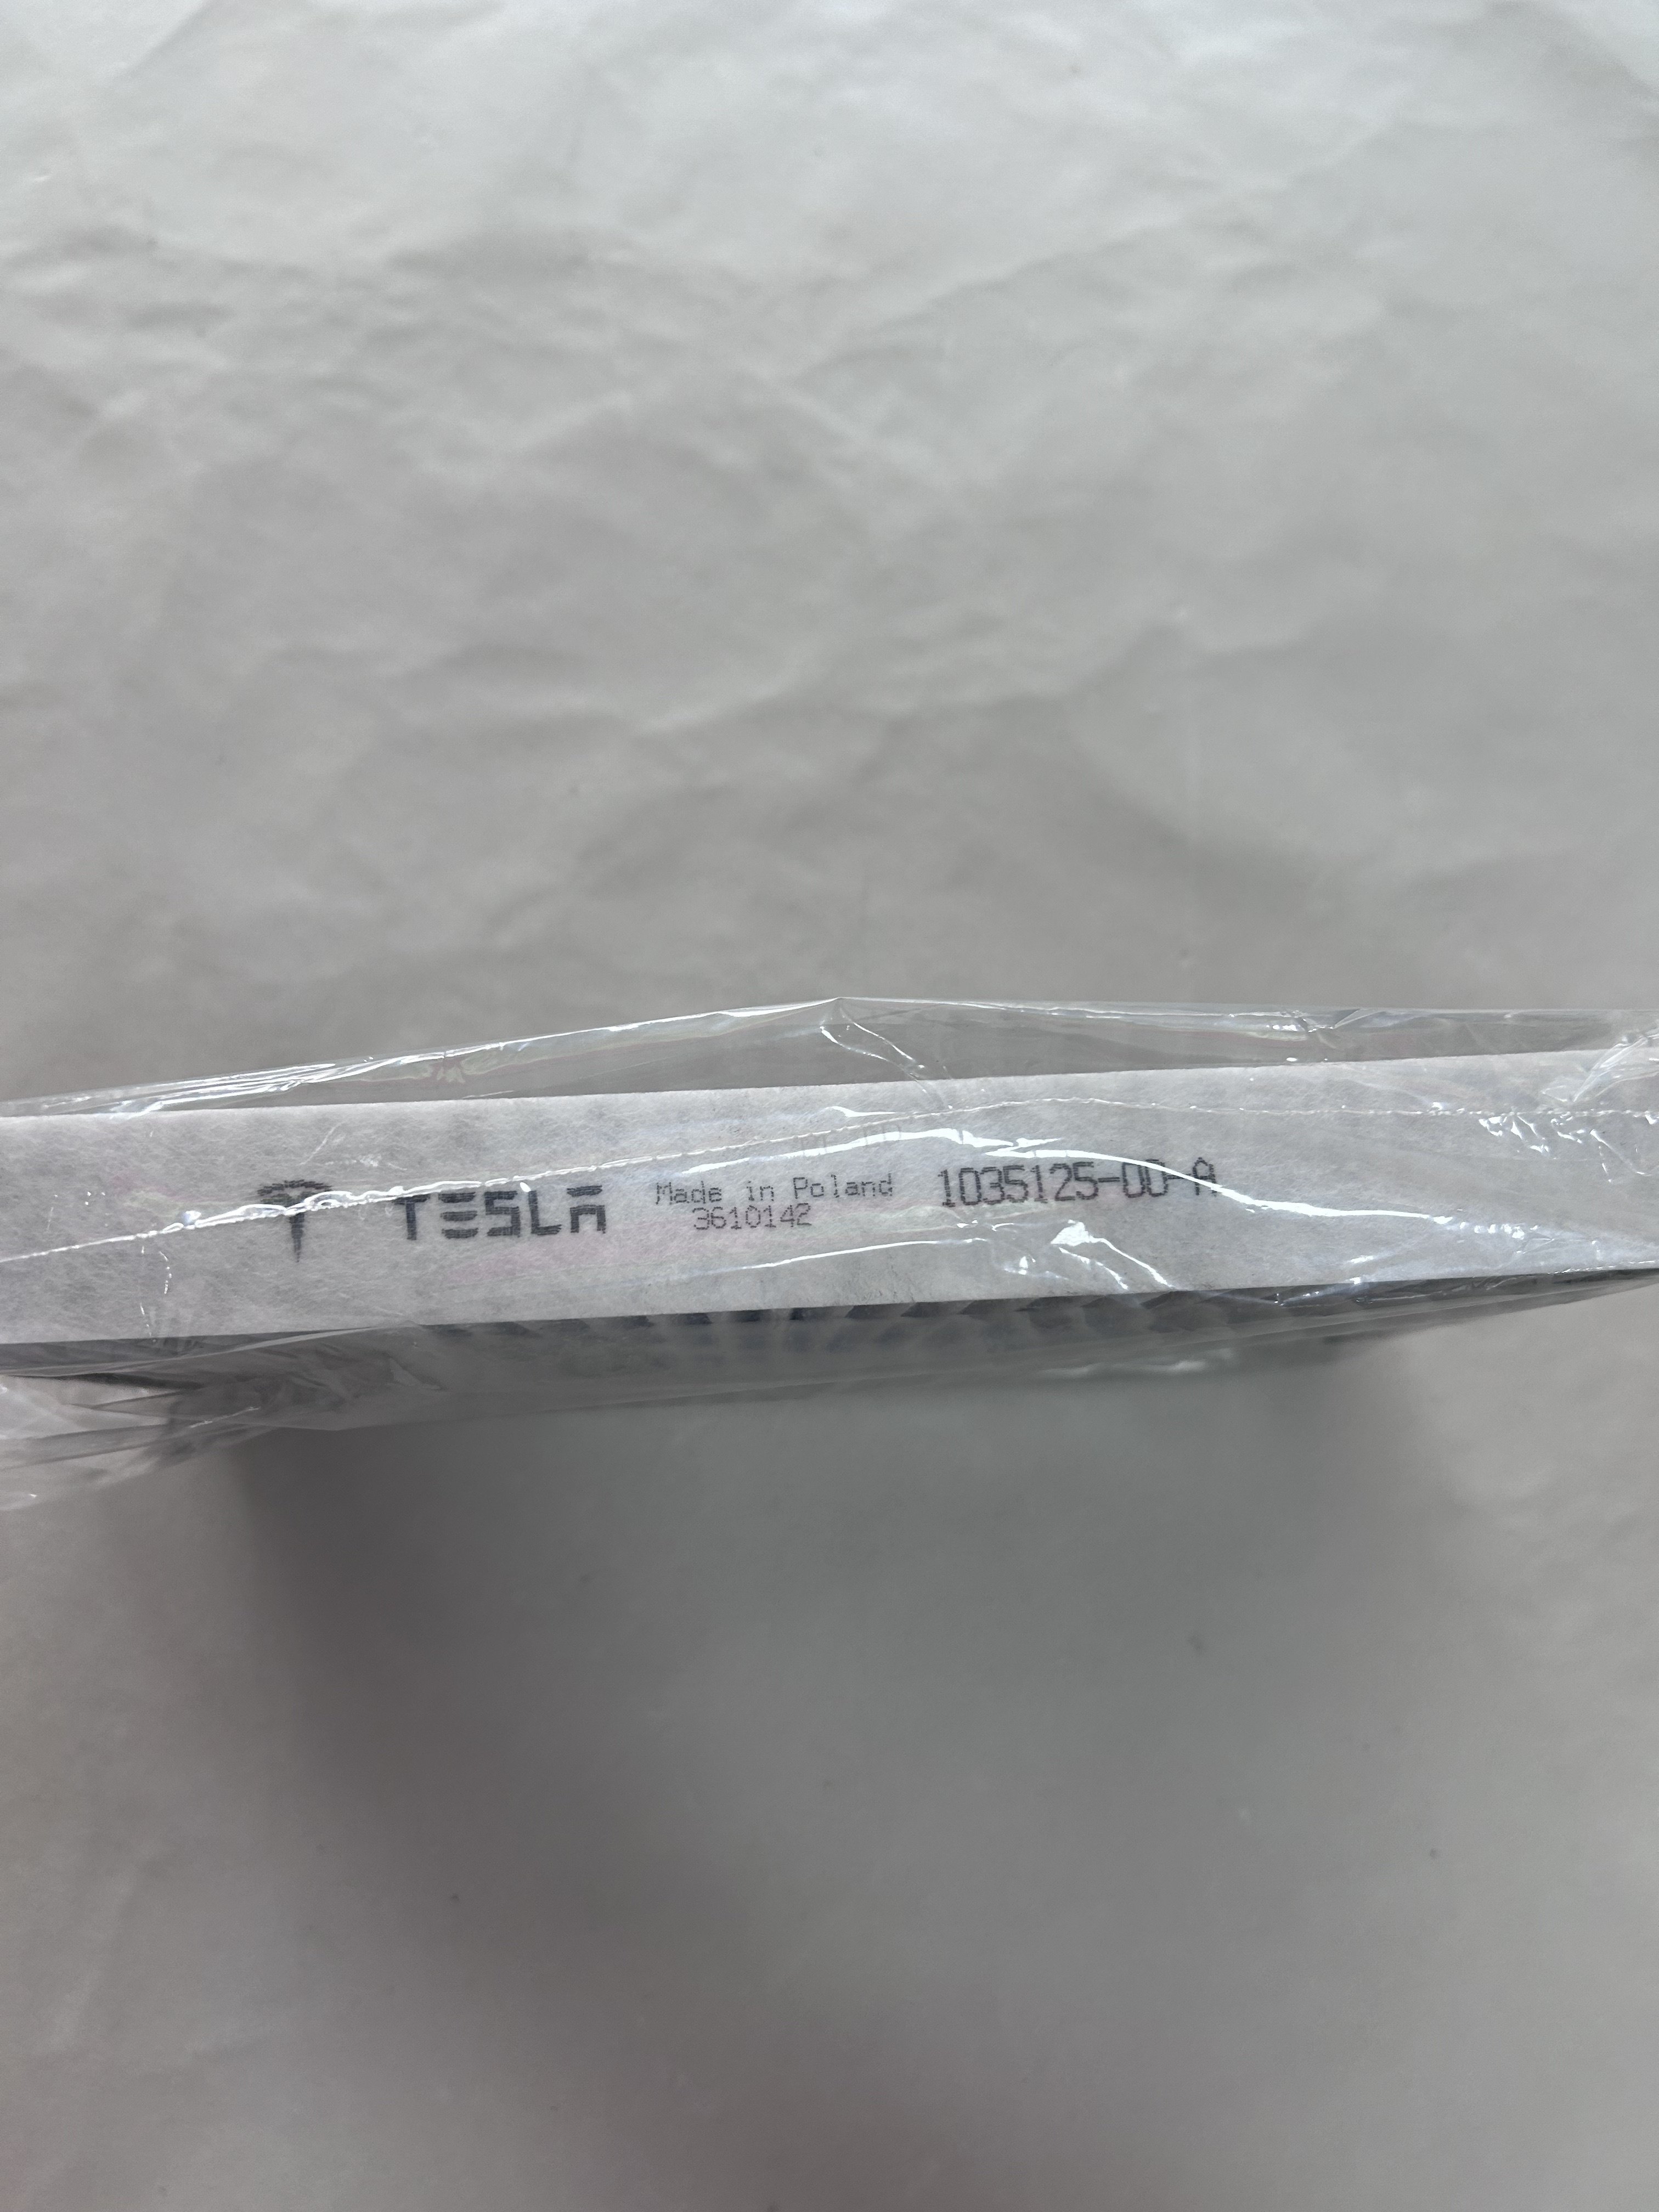 TESLA
Made in Poland
3610142
1035125-00-A